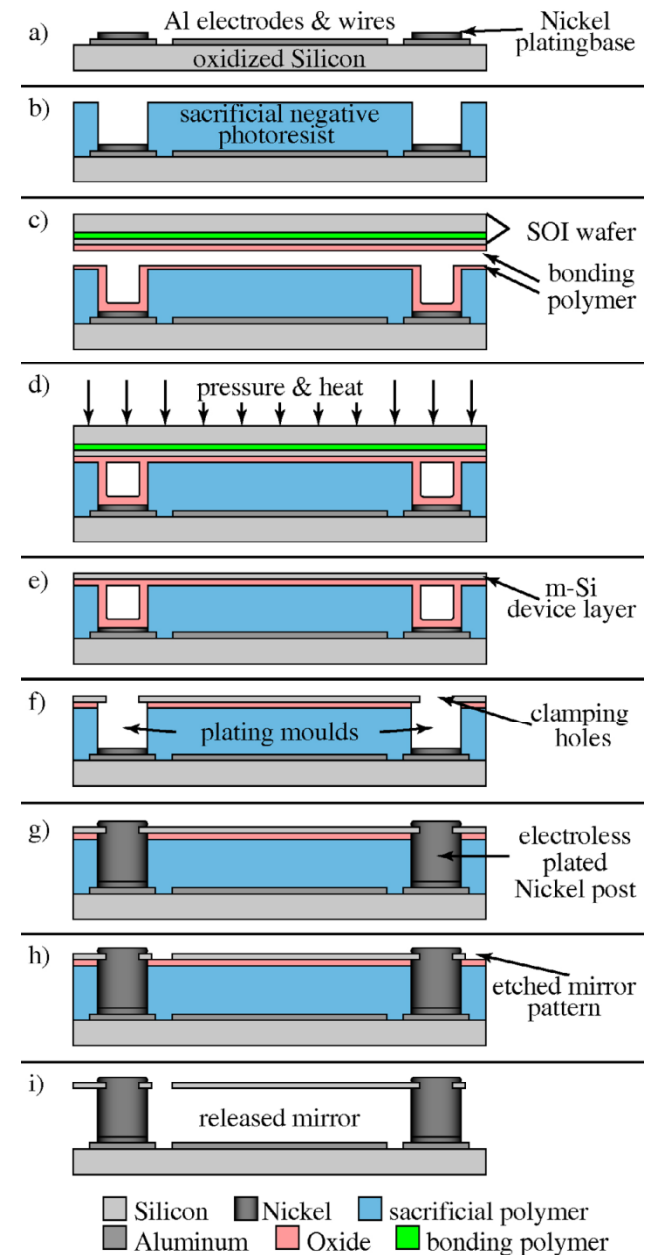 a)
Al electrodes & wires
Nickel
platingbase
oxidized Silicon
b)
sacrificial negative
photoresist
c)
SOI wafer
bonding
polymer
d)
pressure & heat
e)
m-Si
device layer
f)
plating moulds
clamping
holes
g)
electroless
plated
Nickel post
h)
etched mirror
pattern
i)
released mirror
Silicon
Nickel
sacrificial polymer
Aluminum
Oxide
bonding polymer